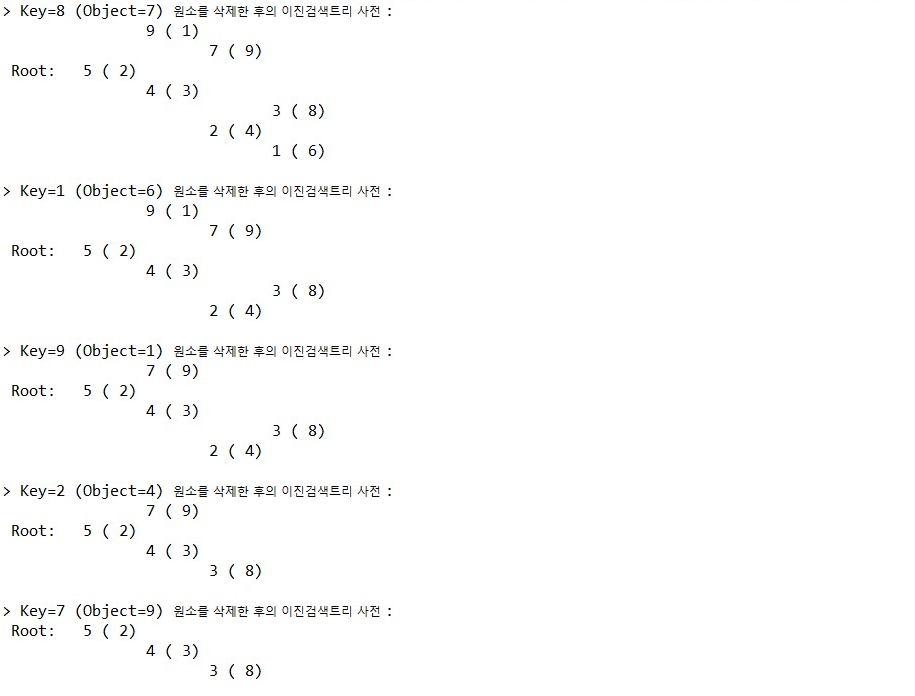 > Key=8 (Object=7) 원소를 삭제한 후의 이진검색트리 사전 :
9 ( 1)
7 ( 9)
Root: 5 ( 2)
4 ( 3)
3 ( 8)
2 ( 4)
1 ( 6)
> Key=1 (Object=6) 원소를 삭제한 후의 이진검색트리 사전 :
9 ( 1)
7 ( 9)
Root: 5 ( 2)
4 ( 3)
3 ( 8)
2 ( 4)
> Key=9 (Object=1) 원소를 삭제한 후의 이진검색트리 사전 :
7 ( 9)
Root: 5 ( 2)
4 ( 3)
3 ( 8)
2 ( 4)
> Key=2 (Object=4) 원소를 삭제한 후의 이진검색트리 사전 :
7 ( 9)
Root: 5 ( 2)
4 ( 3)
3 ( 8)
> Key=7 (Object=9) 원소를 삭제한 후의 이진검색트리 사전 :
Root: 5 ( 2)
4 ( 3)
3 ( 8)